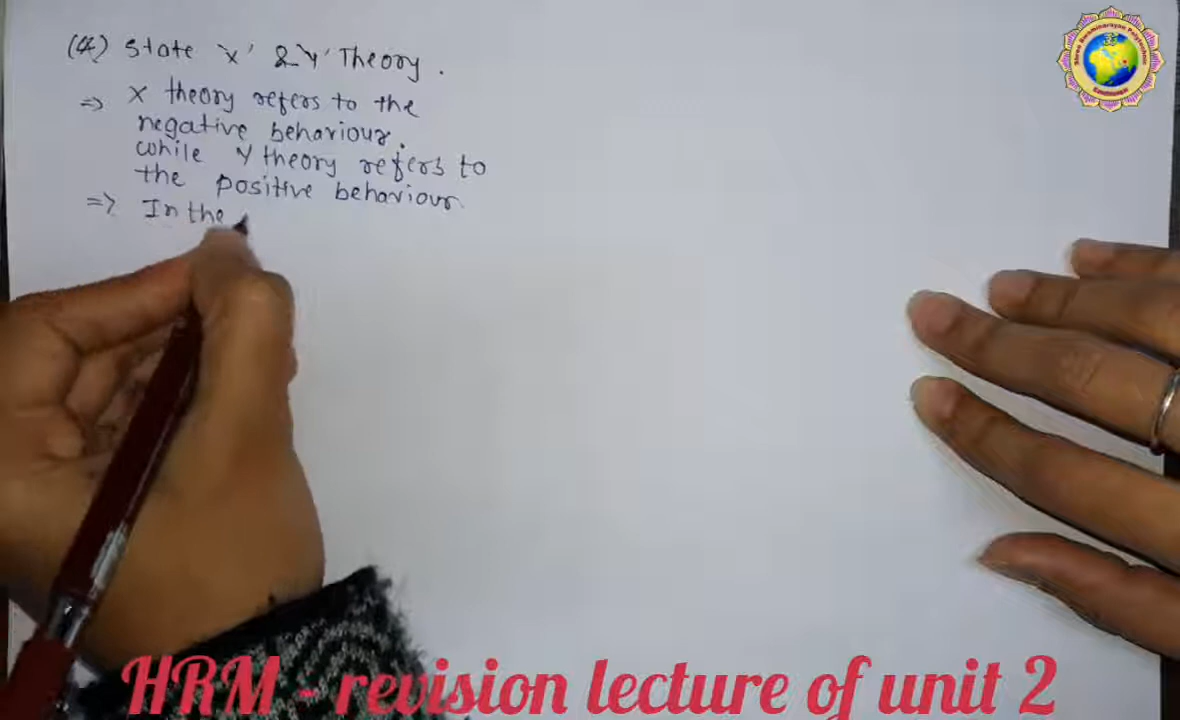 (4) State 'X' & 'Y' Theory.
=> X theory refers to the
negative behaviour.
while Y theory refers to
the positive behaviour.
=> In the
HRM - revision lecture of unit 2